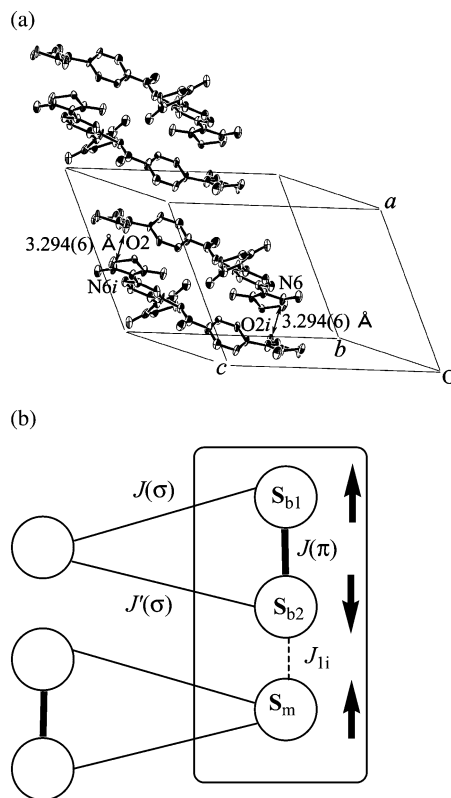 (a)
a
3.294(6) Å O2
N6i
N6
O2i 3.294(6) Å
b
c
O
(b)
J(σ)
S_b1
J(π)
J'(σ)
S_b2
J_1i
S_m